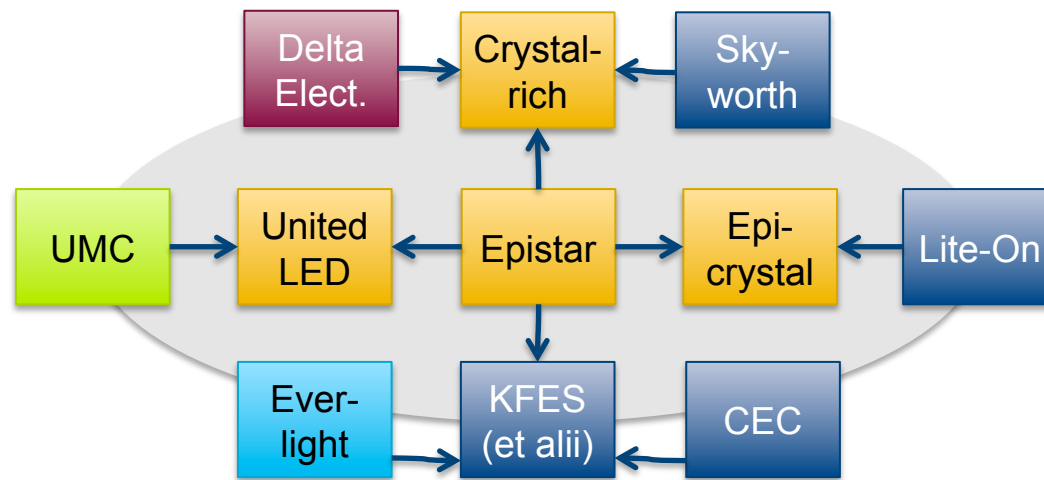 Delta
Elect.
Crystal-
rich
Sky-
worth
UMC
United
LED
Epistar
Epi-
crystal
Lite-On
Ever-
light
KFES
(et alii)
CEC